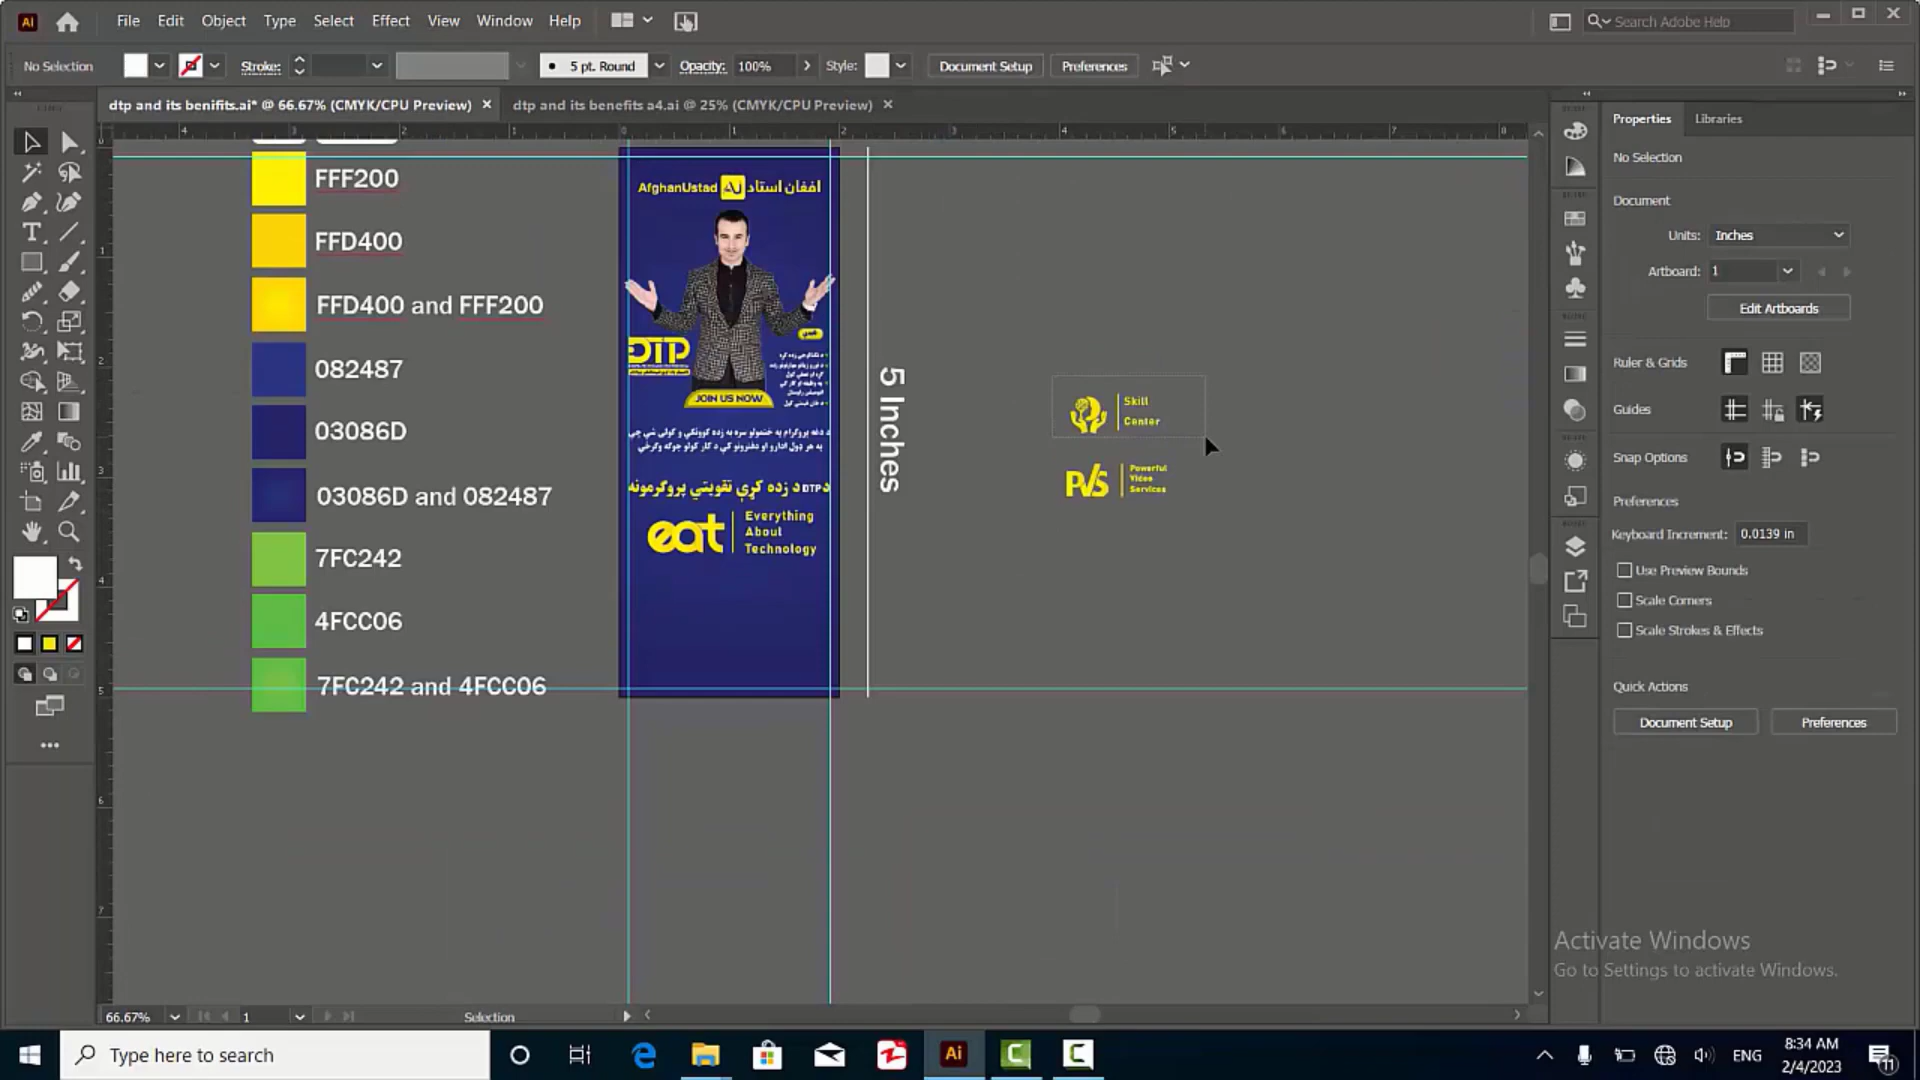 File Edit Object Type Select Effect View Window Help
Search Adobe Help
No Selection
Stroke:
5 pt. Round
Opacity: 100%
Style:
Document Setup
Preferences
dtp and its benifits.ai* @ 66.67% (CMYK/CPU Preview)
dtp and its benefits a4.ai @ 25% (CMYK/CPU Preview)
Properties
Libraries
No Selection
Document
Units: Inches
Artboard: 1
Edit Artboards
Ruler & Grids
Guides
Snap Options
Preferences
Keyboard Increment: 0.0139 in
Use Preview Bounds
Scale Corners
Scale Strokes & Effects
Quick Actions
Document Setup
Preferences
FFF200
FFD400
FFD400 and FFF200
082487
03086D
03086D and 082487
7FC242
4FCC06
7FC242 and 4FCC06
AfghanUstad AU افغان استاد
DTP
JOIN US NOW
د زده کړې تقویتي پروګرمونه DTP د
eat
Everything
About
Technology
5 Inches
Skill
Center
PVS
Powerful
Video
Services
Activate Windows
Go to Settings to activate Windows.
66.67%
1
Selection
Type here to search
ENG
8:34 AM
2/4/2023
11